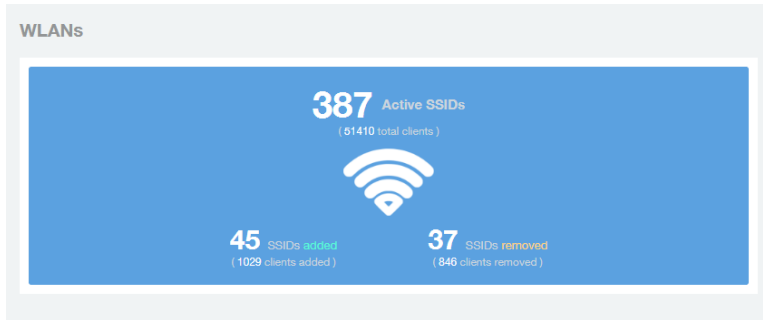 WLANs
387 Active SSIDs
( 51410 total clients )
45 SSIDs added
( 1029 clients added )
37 SSIDs removed
( 846 clients removed )